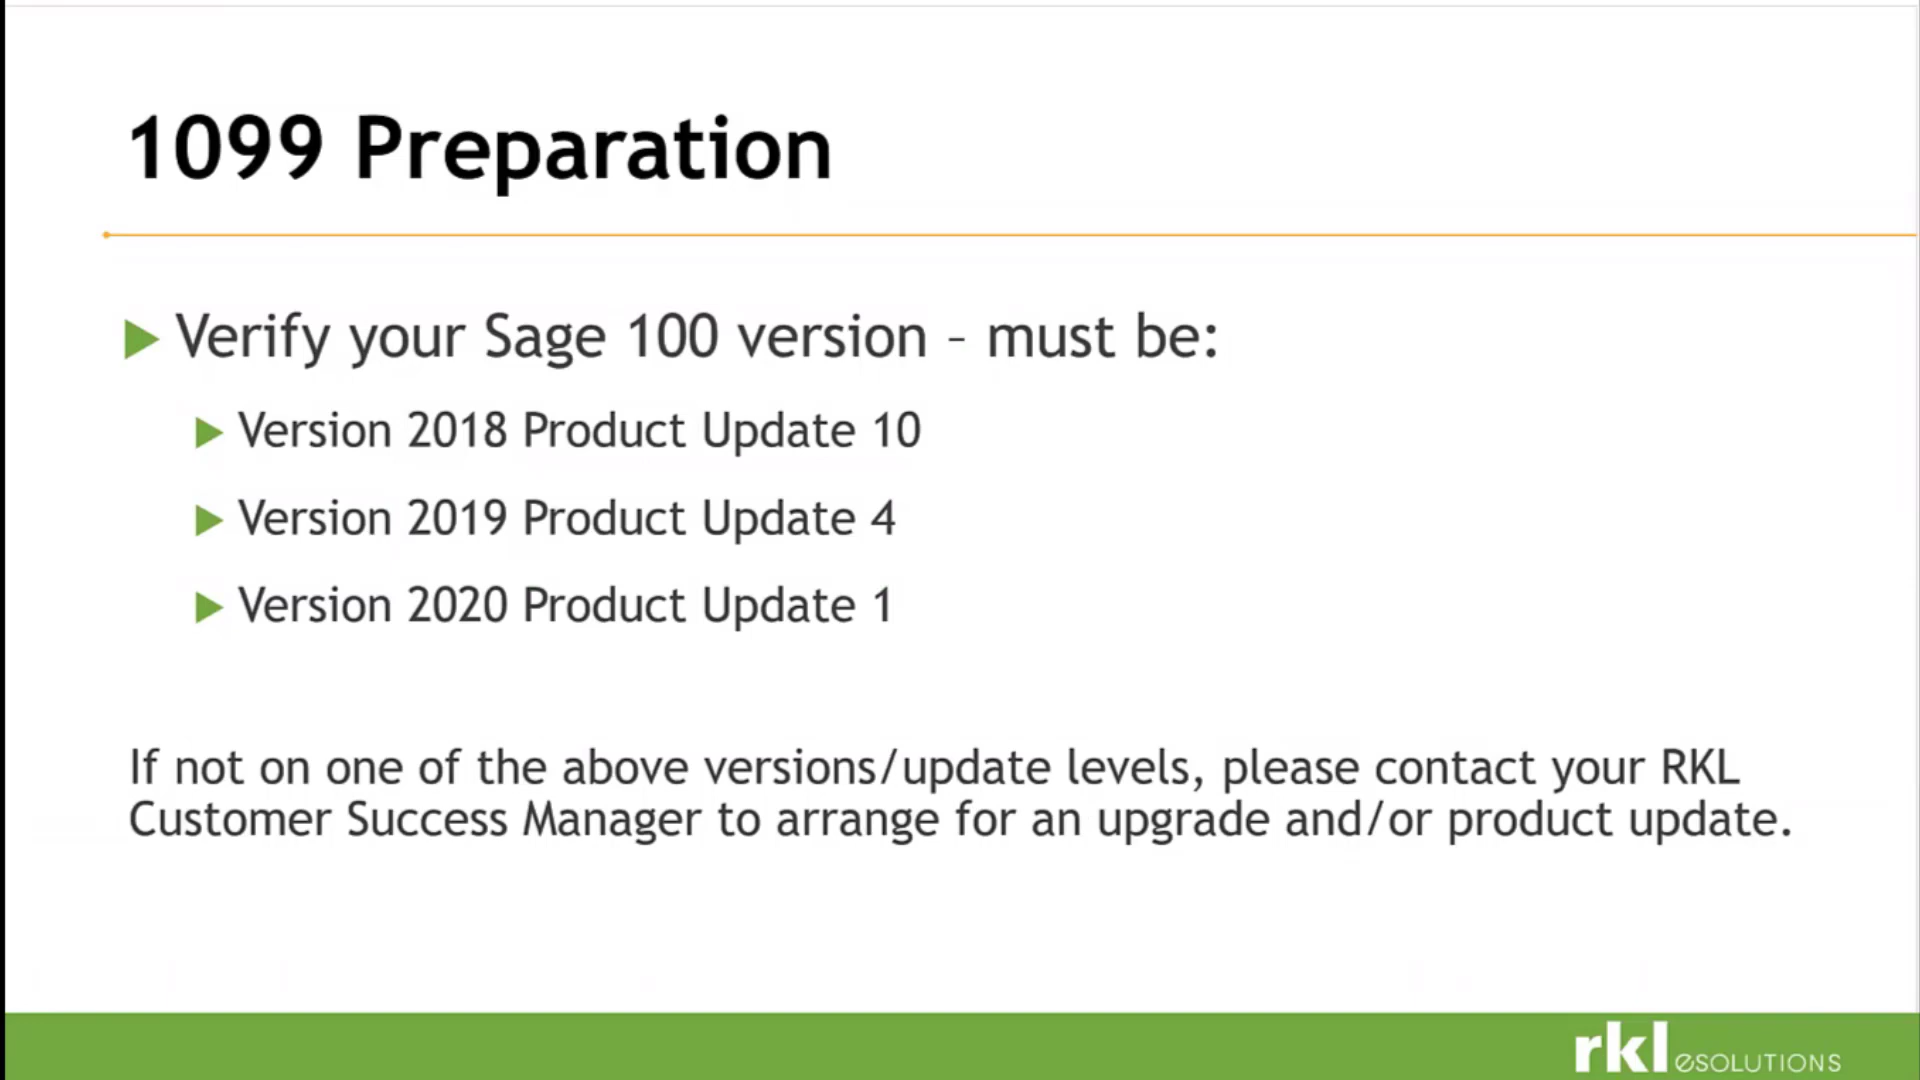 1099 Preparation
Verify your Sage 100 version – must be:
Version 2018 Product Update 10
Version 2019 Product Update 4
Version 2020 Product Update 1
If not on one of the above versions/update levels, please contact your RKL
Customer Success Manager to arrange for an upgrade and/or product update.
rkl eSOLUTIONS